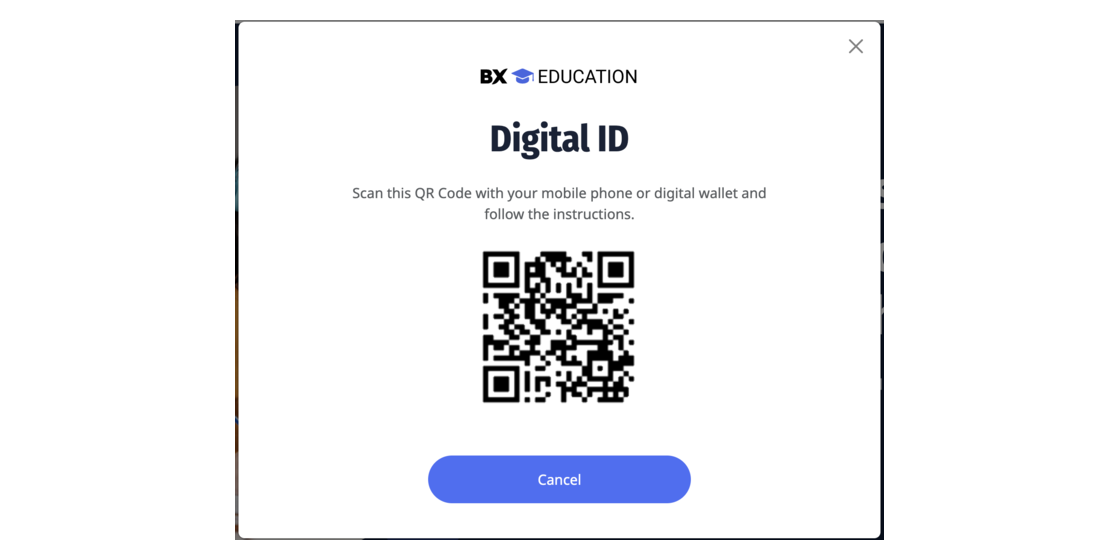 BX EDUCATION
Digital ID
Scan this QR Code with your mobile phone or digital wallet and
follow the instructions.
Cancel